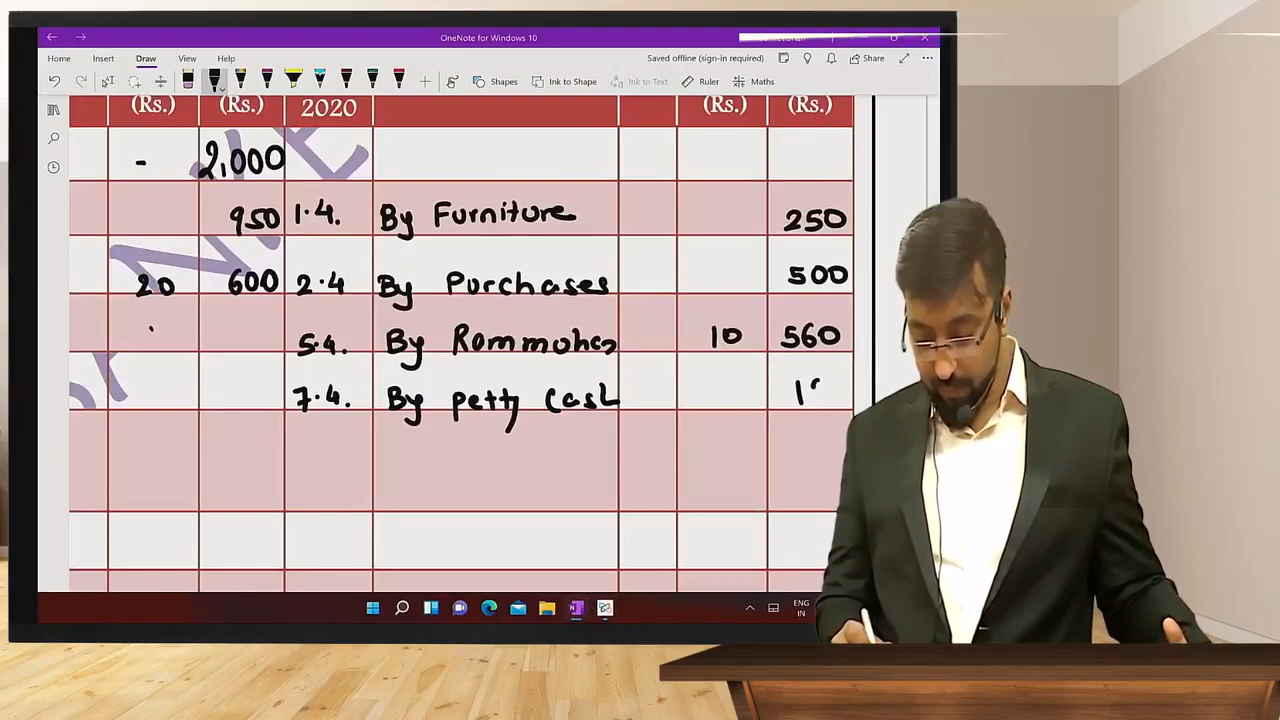 OneNote for Windows 10
Home Insert Draw View Help
Saved offline (sign-in required) Share
Shapes Ink to Shape Ink to Text Ruler Maths
(Rs.) (Rs.) 2020 (Rs.) (Rs.)
- 2,000
950 1.4. By Furniture 250
20 600 2.4 By Purchases 500
5.4. By Rammohan 10 560
7.4. By petty cash
ENG
IN